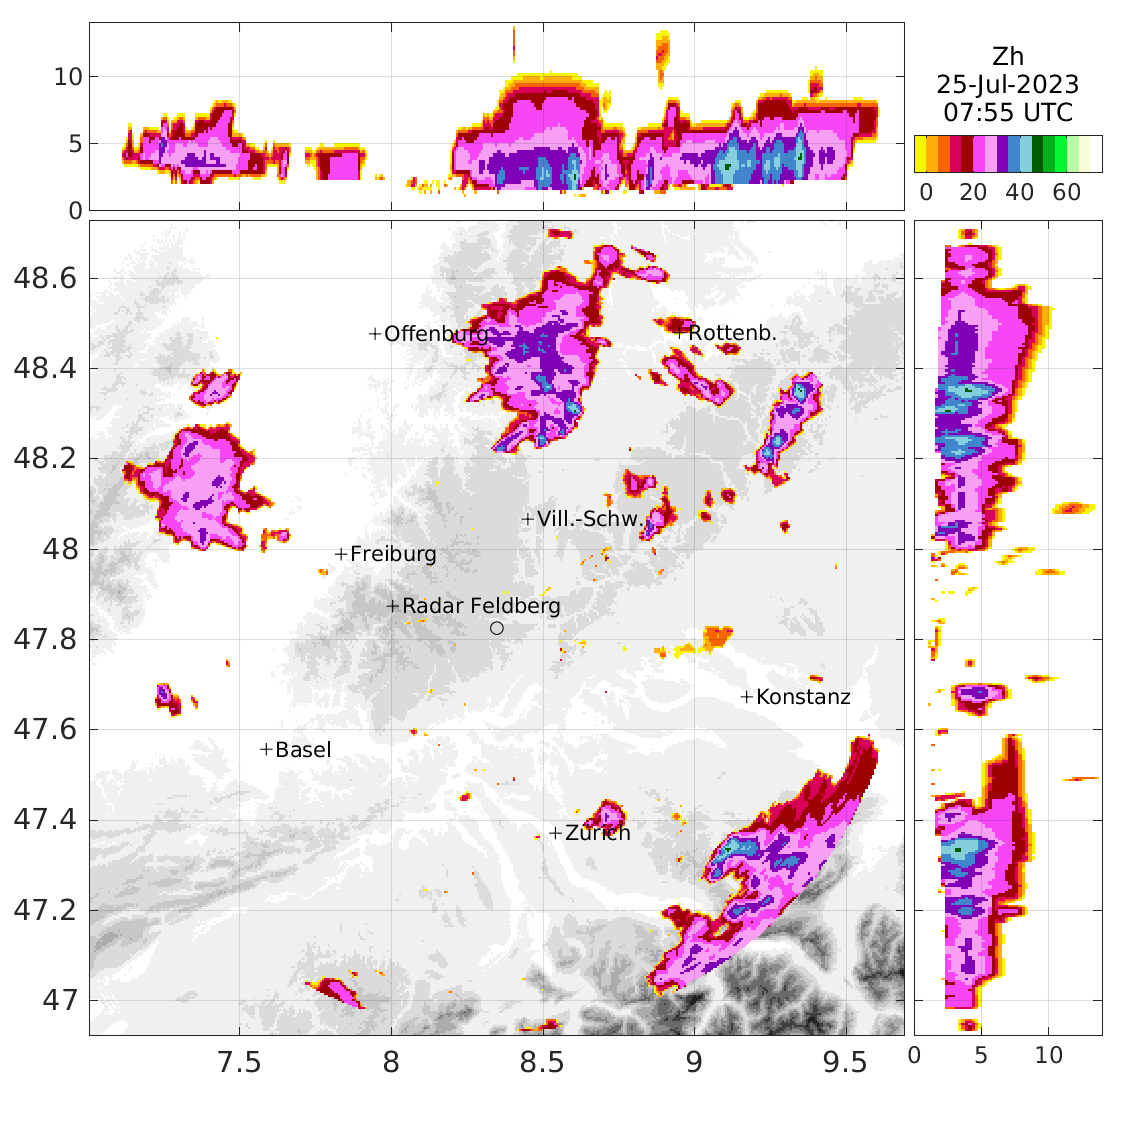 10
5
0
Zh
25-Jul-2023
07:55 UTC
0 20 40 60
48.6
48.4
48.2
48
47.8
47.6
47.4
47.2
47
+Offenburg
+Rottenb.
+Vill.-Schw.
+Freiburg
+Radar Feldberg
+Konstanz
+Basel
+Zürich
7.5 8 8.5 9 9.5
0 5 10